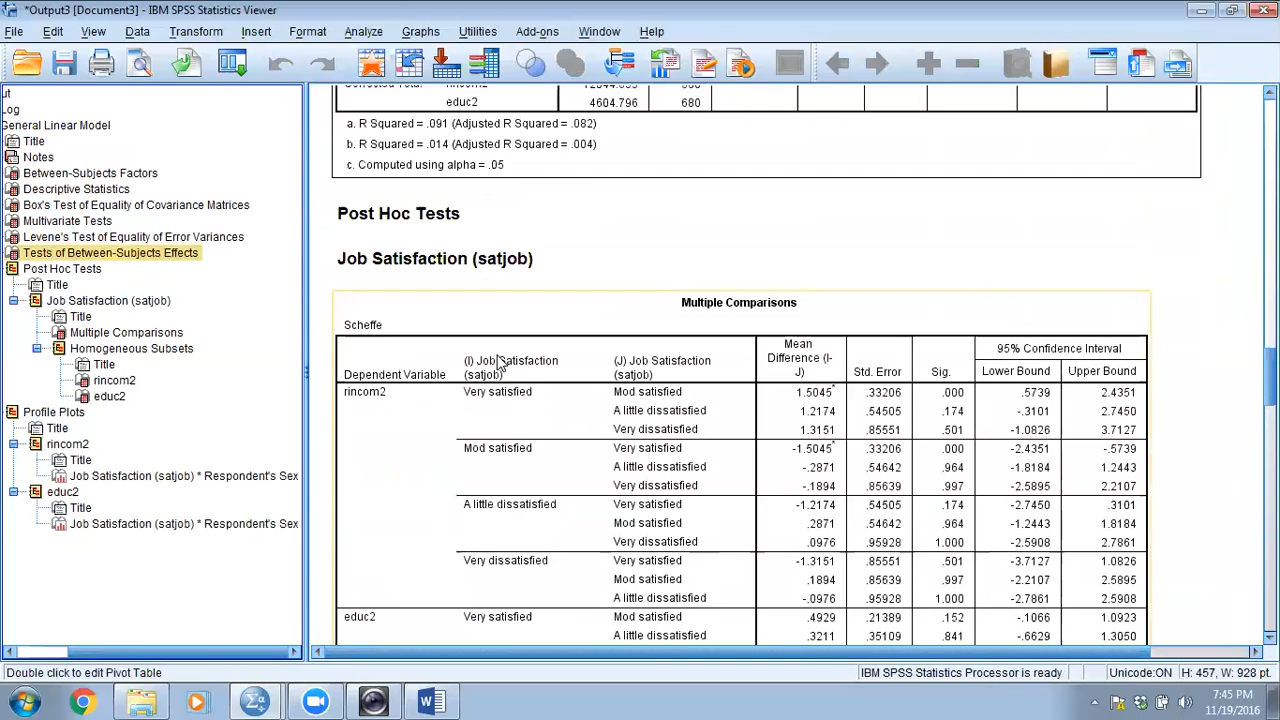 *Output3 [Document3] - IBM SPSS Statistics Viewer
File Edit View Data Transform Insert Format Analyze Graphs Utilities Add-ons Window Help
ut
Log
General Linear Model
Title
Notes
Between-Subjects Factors
Descriptive Statistics
Box's Test of Equality of Covariance Matrices
Multivariate Tests
Levene's Test of Equality of Error Variances
Tests of Between-Subjects Effects
Post Hoc Tests
Title
Job Satisfaction (satjob)
Title
Multiple Comparisons
Homogeneous Subsets
Title
rincom2
educ2
Profile Plots
Title
rincom2
Title
Job Satisfaction (satjob) * Respondent's Sex
educ2
Title
Job Satisfaction (satjob) * Respondent's Sex
educ2 4604.796 680
a. R Squared = .091 (Adjusted R Squared = .082)
b. R Squared = .014 (Adjusted R Squared = .004)
c. Computed using alpha = .05
Post Hoc Tests
Job Satisfaction (satjob)
Multiple Comparisons
Scheffe
Dependent Variable (I) Job Satisfaction (satjob) (J) Job Satisfaction (satjob) Mean Difference (I-J) Std. Error Sig. 95% Confidence Interval
Lower Bound Upper Bound
rincom2 Very satisfied Mod satisfied 1.5045* .33206 .000 .5739 2.4351
A little dissatisfied 1.2174 .54505 .174 -.3101 2.7450
Very dissatisfied 1.3151 .85551 .501 -1.0826 3.7127
Mod satisfied Very satisfied -1.5045* .33206 .000 -2.4351 -.5739
A little dissatisfied -.2871 .54642 .964 -1.8184 1.2443
Very dissatisfied -.1894 .85639 .997 -2.5895 2.2107
A little dissatisfied Very satisfied -1.2174 .54505 .174 -2.7450 .3101
Mod satisfied .2871 .54642 .964 -1.2443 1.8184
Very dissatisfied .0976 .95928 1.000 -2.5908 2.7861
Very dissatisfied Very satisfied -1.3151 .85551 .501 -3.7127 1.0826
Mod satisfied .1894 .85639 .997 -2.2107 2.5895
A little dissatisfied -.0976 .95928 1.000 -2.7861 2.5908
educ2 Very satisfied Mod satisfied .4929 .21389 .152 -.1066 1.0923
A little dissatisfied .3211 .35109 .841 -.6629 1.3050
Double click to edit Pivot Table IBM SPSS Statistics Processor is ready Unicode:ON H: 457, W: 928 pt.
7:45 PM
11/19/2016